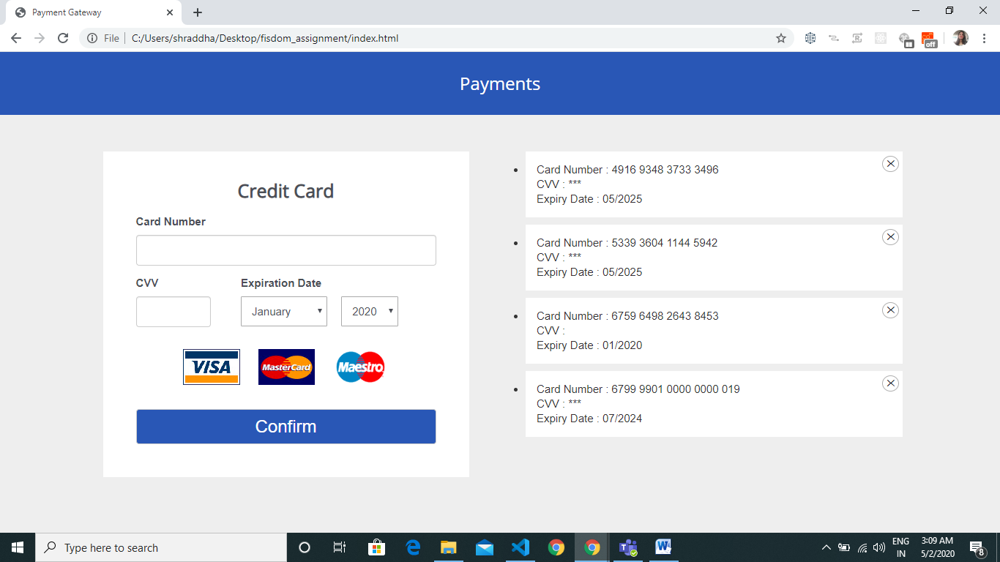 Payment Gateway
File
C:/Users/shraddha/Desktop/fisdom_assignment/index.html
off
Payments
Credit Card
Card Number
CVV
Expiration Date
January
2020
VISA
MasterCard
Maestro
Confirm
Card Number : 4916 9348 3733 3496
CVV : ***
Expiry Date : 05/2025
Card Number : 5339 3604 1144 5942
CVV : ***
Expiry Date : 05/2025
Card Number : 6759 6498 2643 8453
CVV :
Expiry Date : 01/2020
Card Number : 6799 9901 0000 0000 019
CVV : ***
Expiry Date : 07/2024
Type here to search
ENG
IN
3:09 AM
5/2/2020
8